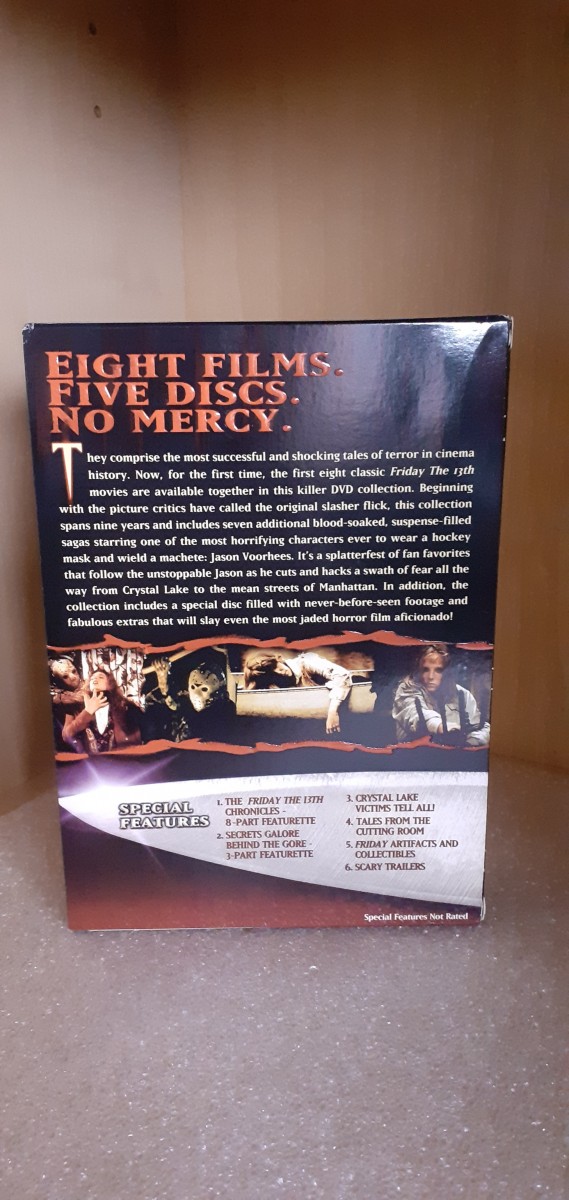 EIGHT FILMS.
FIVE DISCS.
NO MERCY.
They comprise the most successful and shocking tales of terror in cinema
history. Now, for the first time, the first eight classic Friday The 13th
movies are available together in this killer DVD collection. Beginning
with the picture critics have called the original slasher flick, this collection
spans nine years and includes seven additional blood-soaked, suspense-filled
sagas starring one of the most horrifying characters ever to wear a hockey
mask and wield a machete: Jason Voorhees. It's a splatterfest of fan favorites
that follow the unstoppable Jason as he cuts and hacks a swath of fear all the
way from Crystal Lake to the mean streets of Manhattan. In addition, the
collection includes a special disc filled with never-before-seen footage and
fabulous extras that will slay even the most jaded horror film aficionado!
SPECIAL
FEATURES
1. THE FRIDAY THE 13TH
CHRONICLES -
8-PART FEATURETTE
2. SECRETS GALORE
BEHIND THE GORE -
3-PART FEATURETTE
3. CRYSTAL LAKE
VICTIMS TELL ALL!
4. TALES FROM THE
CUTTING ROOM
5. FRIDAY ARTIFACTS AND
COLLECTIBLES
6. SCARY TRAILERS
Special Features Not Rated